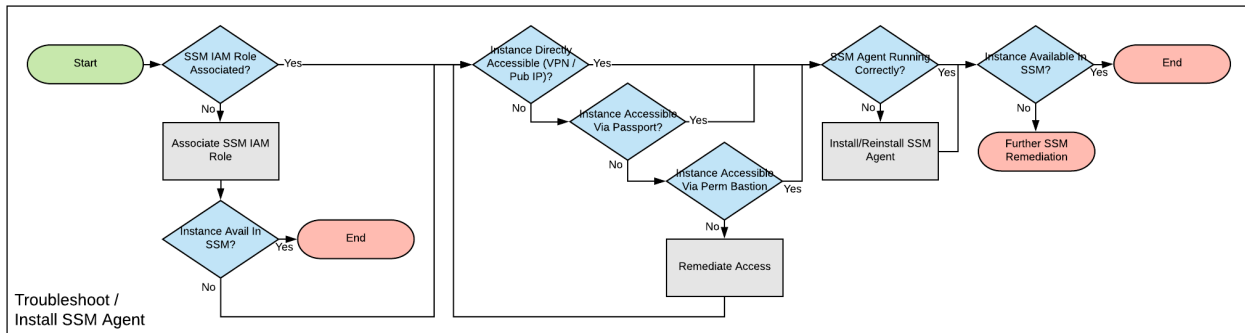 Start
SSM IAM Role
Associated?
Yes
No
Associate SSM IAM
Role
Instance Avail In
SSM?
Yes
End
No
Instance Directly
Accessible (VPN /
Pub IP)?
Yes
No
Instance Accessible
Via Passport?
Yes
No
Instance Accessible
Via Perm Bastion
Yes
No
Remediate Access
SSM Agent Running
Correctly?
Yes
No
Install/Reinstall SSM
Agent
Instance Available In
SSM?
Yes
End
No
Further SSM
Remediation
Troubleshoot /
Install SSM Agent